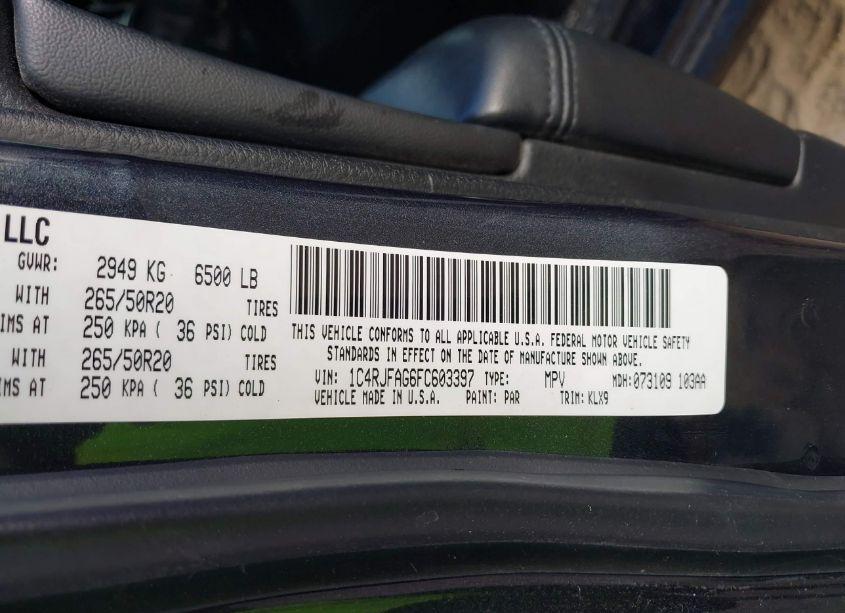 LLC
GVWR: 2949 KG 6500 LB
WITH 265/50R20 TIRES
IMS AT 250 KPA ( 36 PSI) COLD
WITH 265/50R20 TIRES
IMS AT 250 KPA ( 36 PSI) COLD
THIS VEHICLE CONFORMS TO ALL APPLICABLE U.S.A. FEDERAL MOTOR VEHICLE SAFETY
STANDARDS IN EFFECT ON THE DATE OF MANUFACTURE SHOWN ABOVE.
VIN: 1C4RJFAG6FC603397 TYPE: MPV MDH: 073109 103AA
VEHICLE MADE IN U.S.A. PAINT: PAR TRIM: KLX9